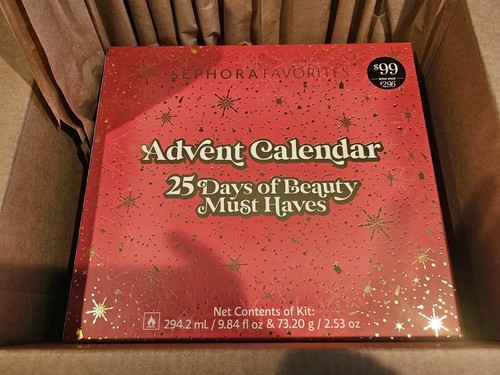 SEPHORA FAVORITES
$99
$296
Advent Calendar
25 Days of Beauty
Must Haves
Net Contents of Kit:
294.2 mL / 9.84 fl oz & 73.20 g / 2.53 oz